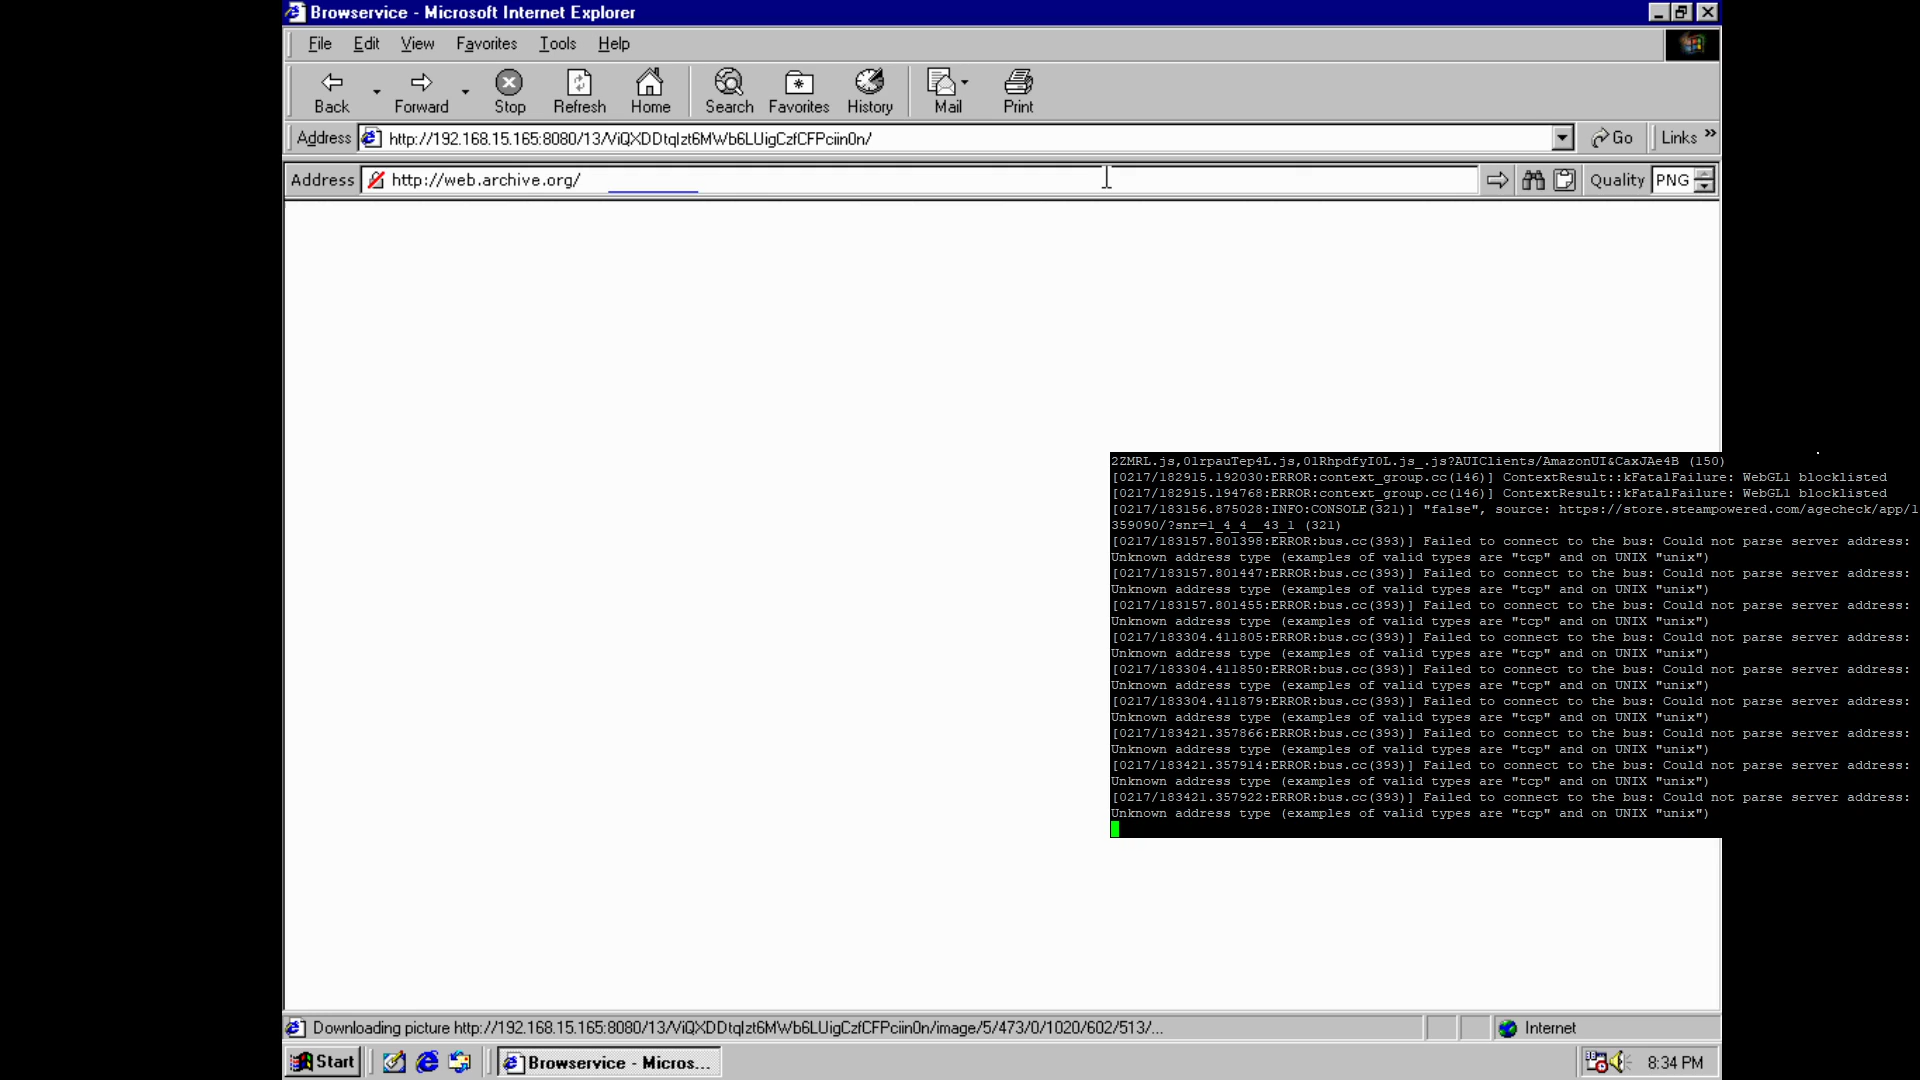 Browservice - Microsoft Internet Explorer
File Edit View Favorites Tools Help
Back Forward Stop Refresh Home Search Favorites History Mail Print
Address http://192.168.15.165:8080/13/ViQXDDtqIzt6MWb6LUigCzfCFPciin0n/ Go Links »
Address http://web.archive.org/ Quality PNG
2ZMRL.js,01rpauTep4L.js,01RhpdfyI0L.js_.js?AUIClients/AmazonUI&CaxJAe4B (150)
[0217/182915.192030:ERROR:context_group.cc(146)] ContextResult::kFatalFailure: WebGL1 blocklisted
[0217/182915.194768:ERROR:context_group.cc(146)] ContextResult::kFatalFailure: WebGL1 blocklisted
[0217/183156.875028:INFO:CONSOLE(321)] "false", source: https://store.steampowered.com/agecheck/app/1
359090/?snr=1_4_4__43_1 (321)
[0217/183157.801398:ERROR:bus.cc(393)] Failed to connect to the bus: Could not parse server address:
Unknown address type (examples of valid types are "tcp" and on UNIX "unix")
[0217/183157.801447:ERROR:bus.cc(393)] Failed to connect to the bus: Could not parse server address:
Unknown address type (examples of valid types are "tcp" and on UNIX "unix")
[0217/183157.801455:ERROR:bus.cc(393)] Failed to connect to the bus: Could not parse server address:
Unknown address type (examples of valid types are "tcp" and on UNIX "unix")
[0217/183304.411805:ERROR:bus.cc(393)] Failed to connect to the bus: Could not parse server address:
Unknown address type (examples of valid types are "tcp" and on UNIX "unix")
[0217/183304.411850:ERROR:bus.cc(393)] Failed to connect to the bus: Could not parse server address:
Unknown address type (examples of valid types are "tcp" and on UNIX "unix")
[0217/183304.411879:ERROR:bus.cc(393)] Failed to connect to the bus: Could not parse server address:
Unknown address type (examples of valid types are "tcp" and on UNIX "unix")
[0217/183421.357866:ERROR:bus.cc(393)] Failed to connect to the bus: Could not parse server address:
Unknown address type (examples of valid types are "tcp" and on UNIX "unix")
[0217/183421.357914:ERROR:bus.cc(393)] Failed to connect to the bus: Could not parse server address:
Unknown address type (examples of valid types are "tcp" and on UNIX "unix")
[0217/183421.357922:ERROR:bus.cc(393)] Failed to connect to the bus: Could not parse server address:
Unknown address type (examples of valid types are "tcp" and on UNIX "unix")
Downloading picture http://192.168.15.165:8080/13/ViQXDDtqIzt6MWb6LUigCzfCFPciin0n/image/5/473/0/1020/602/513/... Internet
Start Browservice - Micros... 8:34 PM